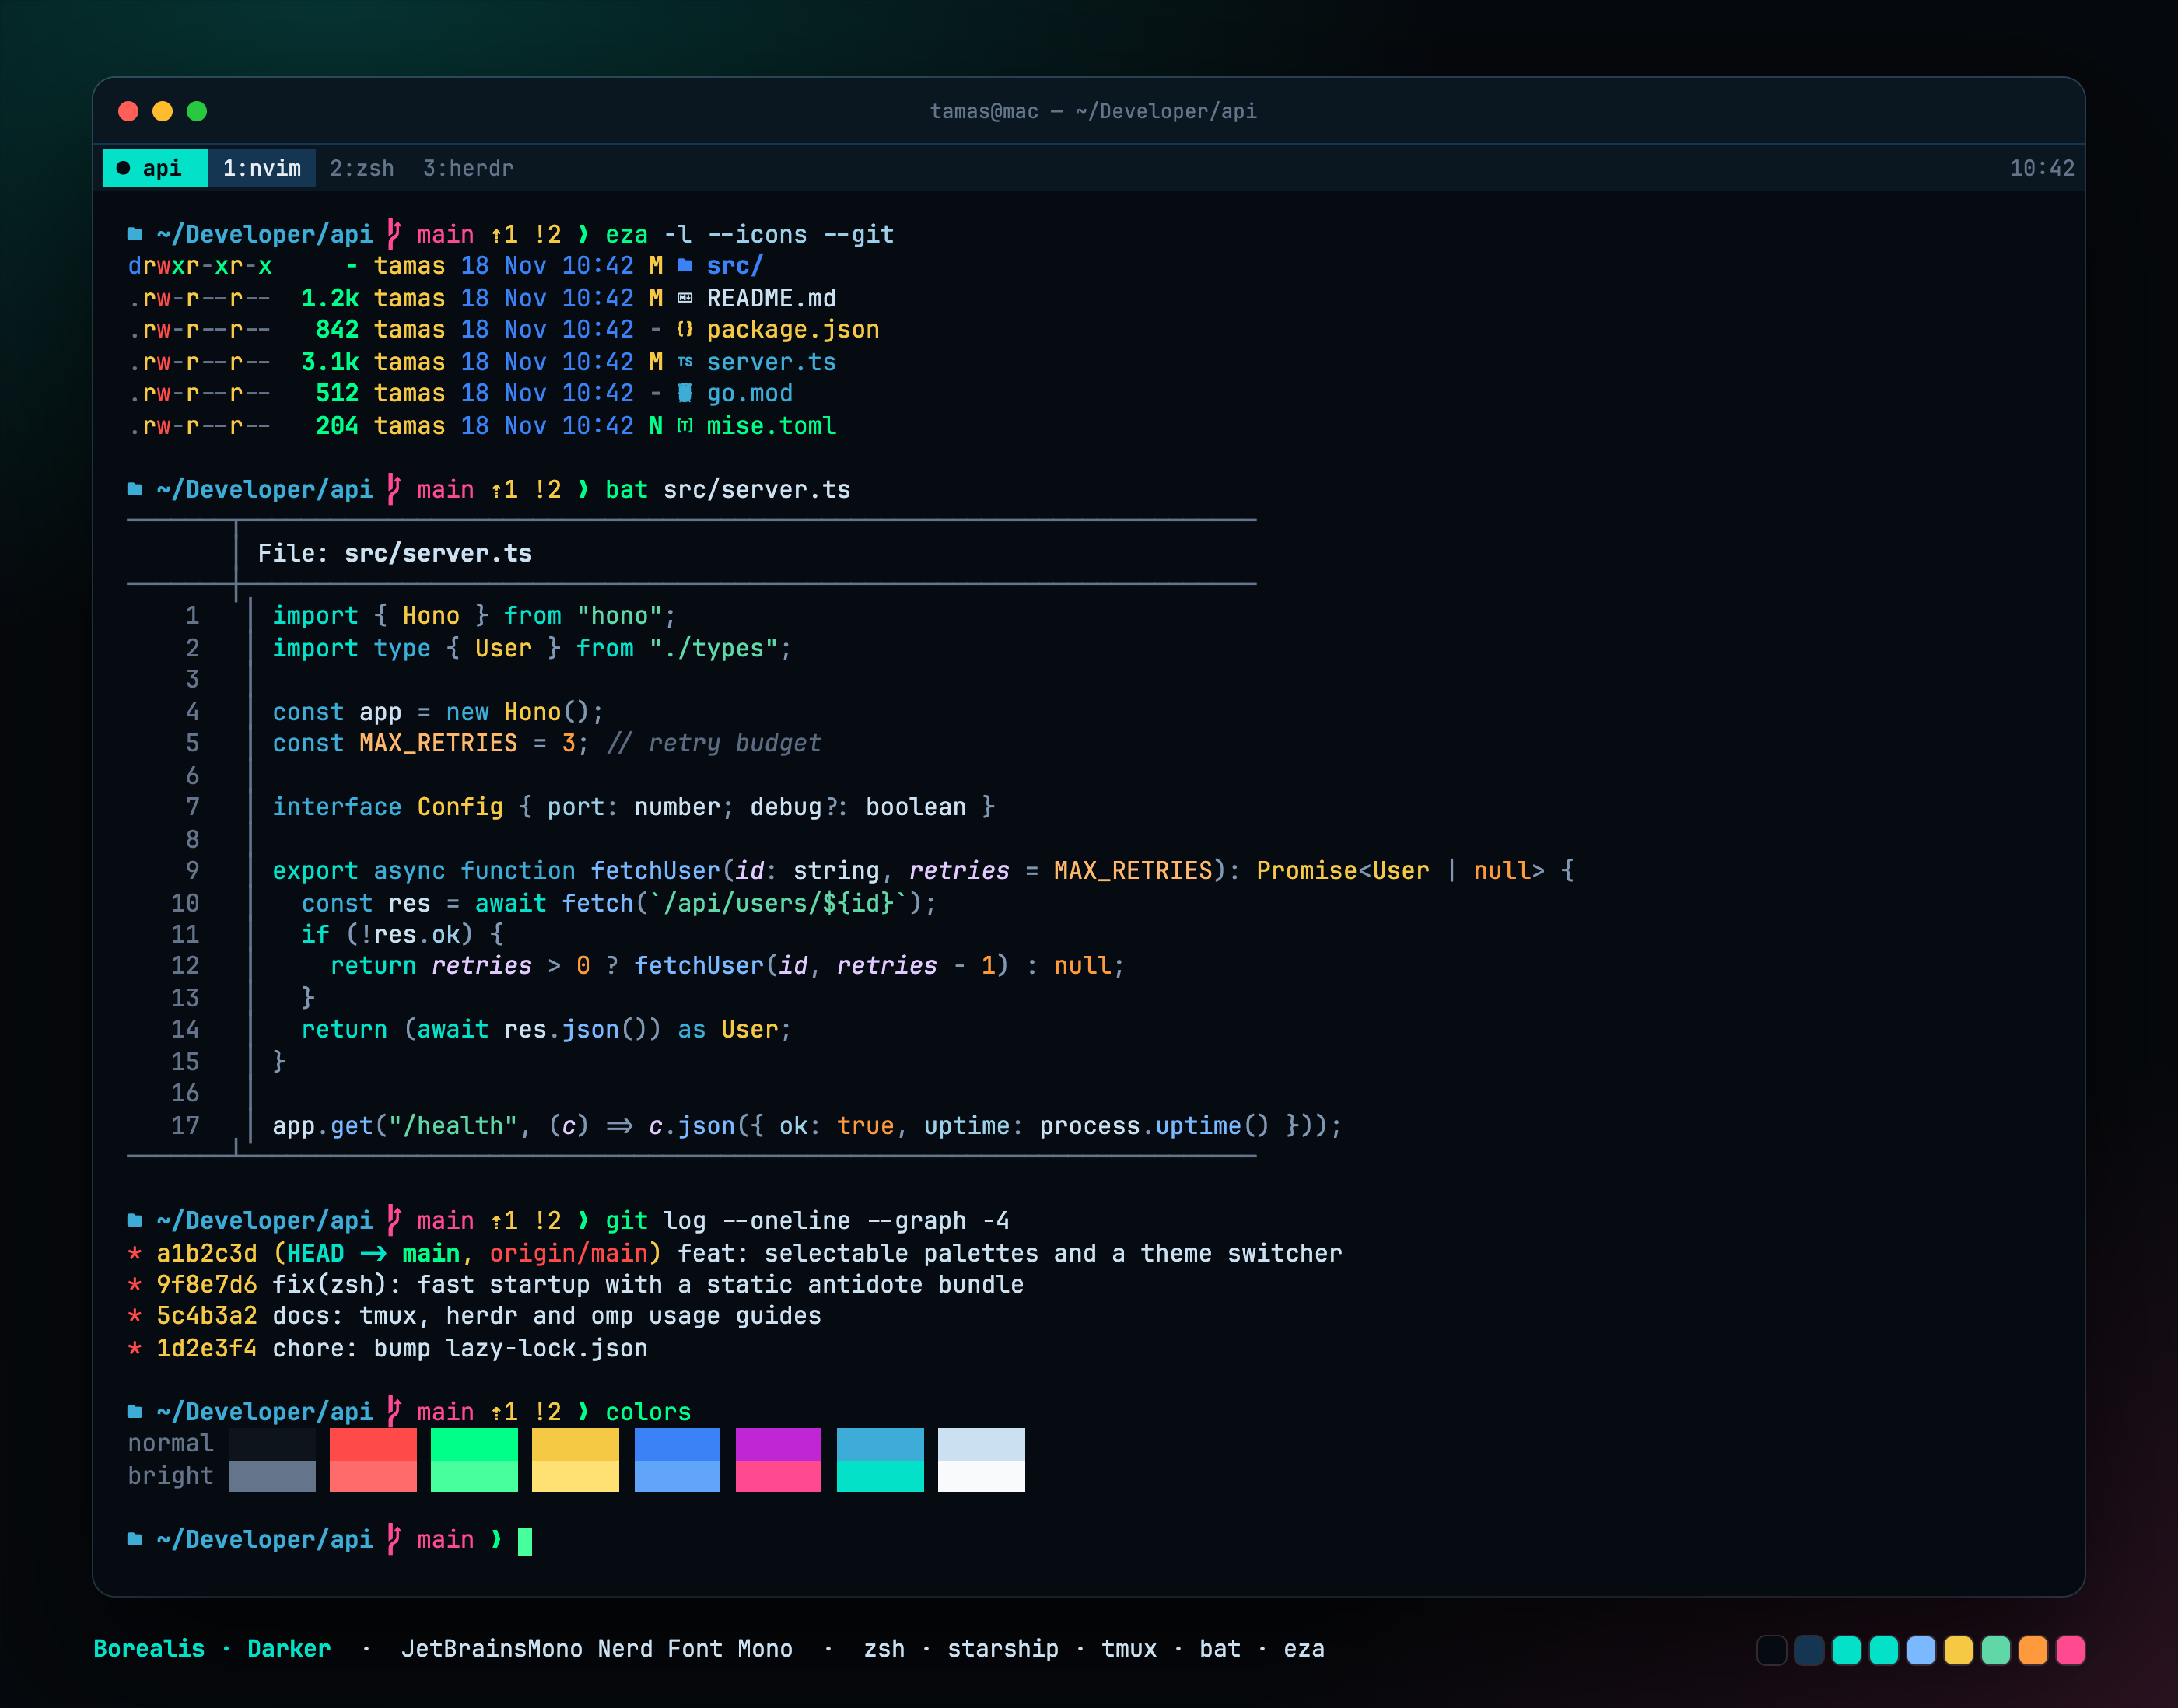 tamas@mac — ~/Developer/api
● api 1:nvim 2:zsh 3:herdr 10:42
~/Developer/api main ⇡1 !2 ❯ eza -l --icons --git
drwxr-xr-x - tamas 18 Nov 10:42 M src/
.rw-r--r-- 1.2k tamas 18 Nov 10:42 M README.md
.rw-r--r-- 842 tamas 18 Nov 10:42 - {} package.json
.rw-r--r-- 3.1k tamas 18 Nov 10:42 M TS server.ts
.rw-r--r-- 512 tamas 18 Nov 10:42 - go.mod
.rw-r--r-- 204 tamas 18 Nov 10:42 N [T] mise.toml
~/Developer/api main ⇡1 !2 ❯ bat src/server.ts
File: src/server.ts
1 import { Hono } from "hono";
2 import type { User } from "./types";
3
4 const app = new Hono();
5 const MAX_RETRIES = 3; // retry budget
6
7 interface Config { port: number; debug?: boolean }
8
9 export async function fetchUser(id: string, retries = MAX_RETRIES): Promise<User | null> {
10 const res = await fetch(`/api/users/${id}`);
11 if (!res.ok) {
12 return retries > 0 ? fetchUser(id, retries - 1) : null;
13 }
14 return (await res.json()) as User;
15 }
16
17 app.get("/health", (c) => c.json({ ok: true, uptime: process.uptime() }));
~/Developer/api main ⇡1 !2 ❯ git log --oneline --graph -4
* a1b2c3d (HEAD -> main, origin/main) feat: selectable palettes and a theme switcher
* 9f8e7d6 fix(zsh): fast startup with a static antidote bundle
* 5c4b3a2 docs: tmux, herdr and omp usage guides
* 1d2e3f4 chore: bump lazy-lock.json
~/Developer/api main ⇡1 !2 ❯ colors
normal
bright
~/Developer/api main ❯
Borealis · Darker · JetBrainsMono Nerd Font Mono · zsh · starship · tmux · bat · eza